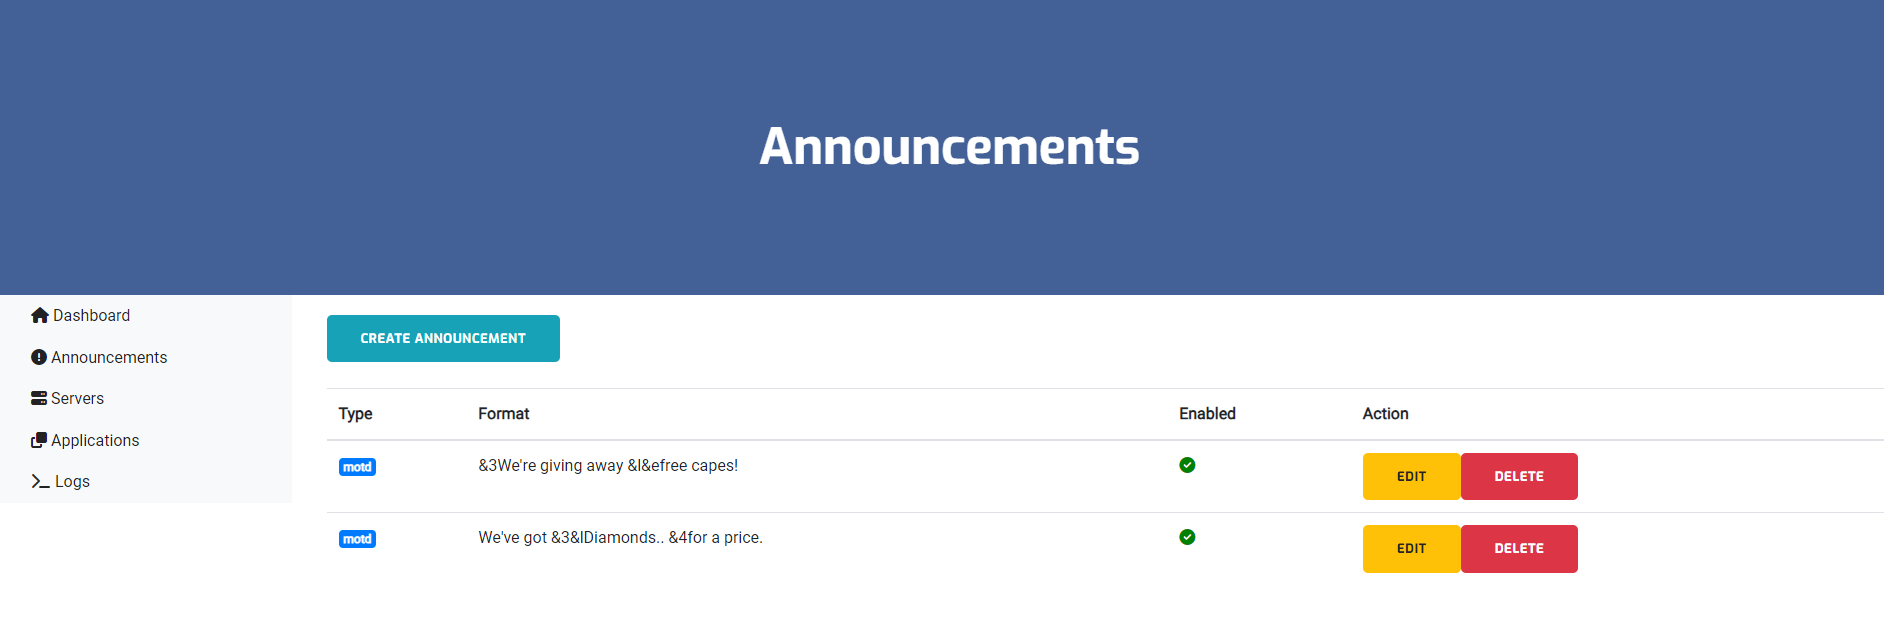 Announcements
Dashboard
Announcements
Servers
Applications
Logs
CREATE ANNOUNCEMENT
Type Format Enabled Action
motd &3We're giving away &l&efree capes! EDIT DELETE
motd We've got &3&lDiamonds.. &4for a price. EDIT DELETE